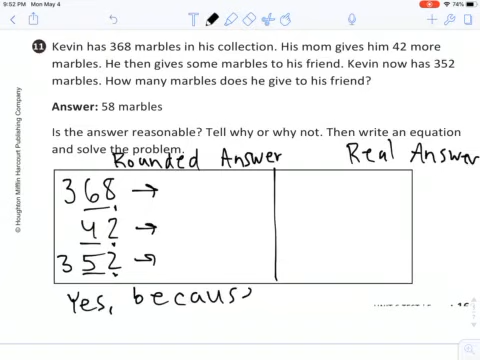 9:52 PM Mon May 4
74%
11 Kevin has 368 marbles in his collection. His mom gives him 42 more
marbles. He then gives some marbles to his friend. Kevin now has 352
marbles. How many marbles does he give to his friend?
Answer: 58 marbles
Is the answer reasonable? Tell why or why not. Then write an equation
and solve the problem.
Rounded Answer Real Answer
368 →
42 →
352 →
Yes, becaus
© Houghton Mifflin Harcourt Publishing Company